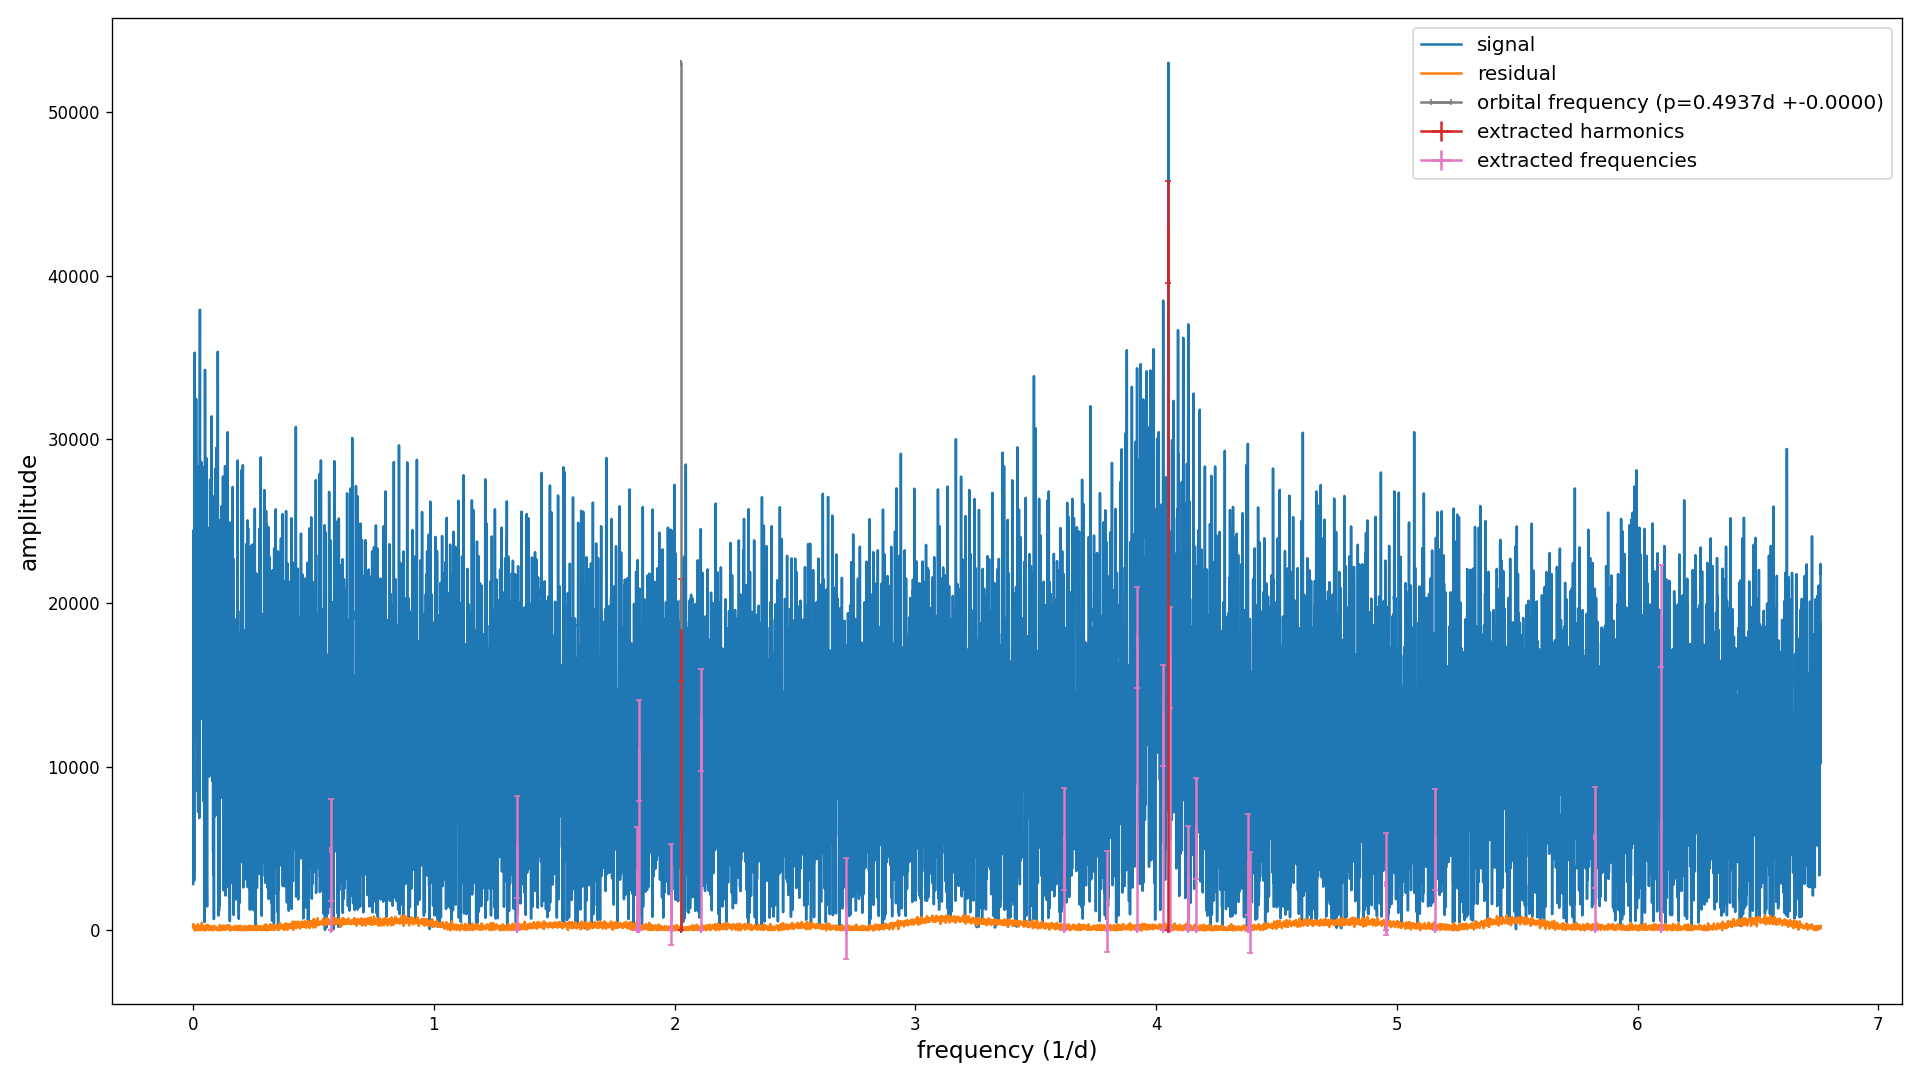 signal
residual
orbital frequency (p=0.4937d +-0.0000)
extracted harmonics
extracted frequencies
50000
40000
30000
20000
10000
0
amplitude
0 1 2 3 4 5 6 7
frequency (1/d)